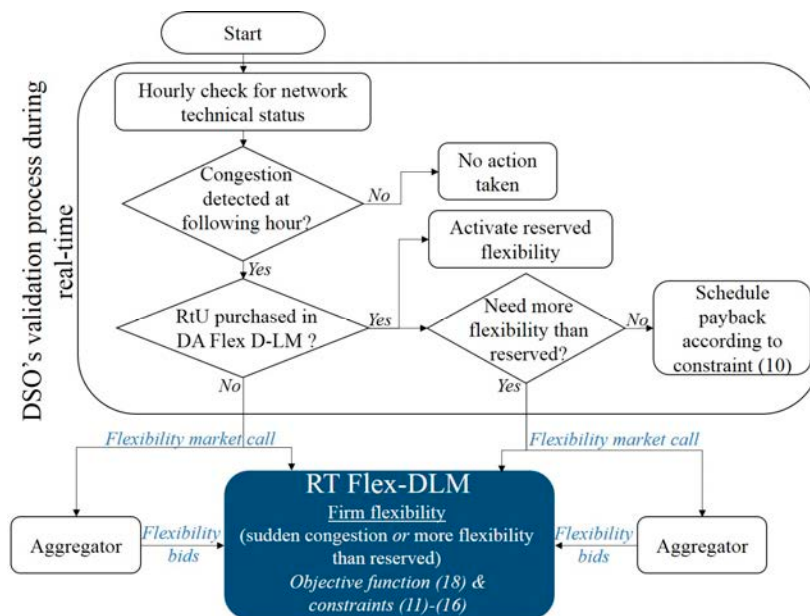 Start
DSO's validation process during
real-time
Hourly check for network
technical status
Congestion
detected at
following hour?
No
No action
taken
Yes
Activate reserved
flexibility
RtU purchased in
DA Flex D-LM ?
Yes
Need more
flexibility than
reserved?
No
Schedule
payback
according to
constraint (10)
No
Yes
Flexibility market call
Flexibility market call
RT Flex-DLM
Firm flexibility
(sudden congestion or more flexibility
than reserved)
Objective function (18) &
constraints (11)-(16)
Aggregator
Flexibility
bids
Flexibility
bids
Aggregator